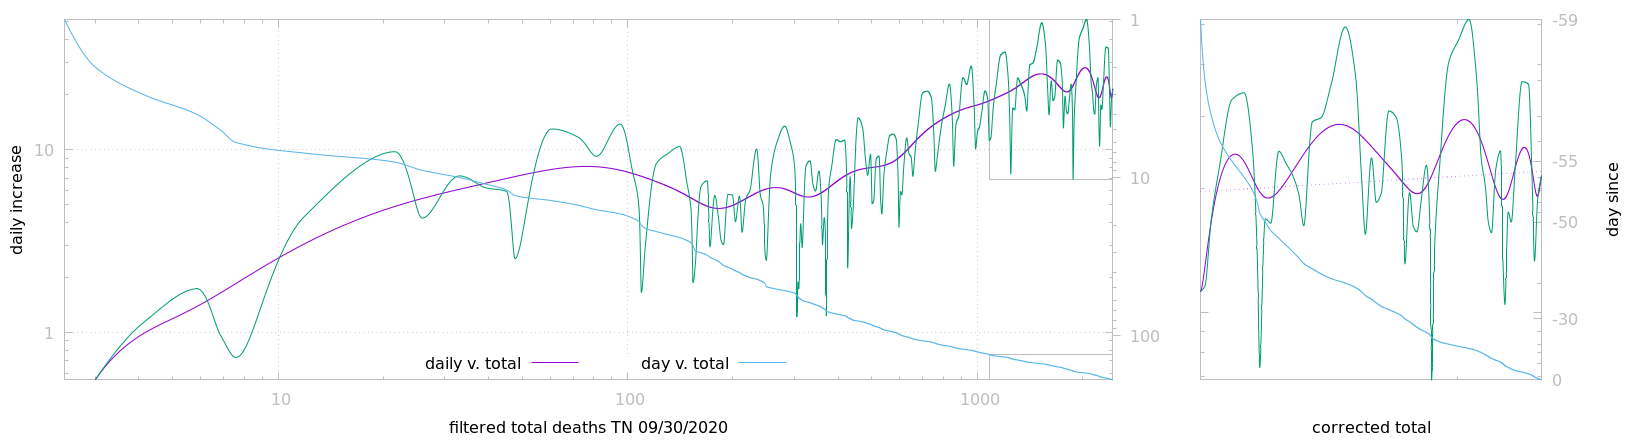 daily increase
10
1
10
100
1000
1
10
100
daily v. total
day v. total
filtered total deaths TN 09/30/2020
-59
-55
-50
-30
0
day since
corrected total